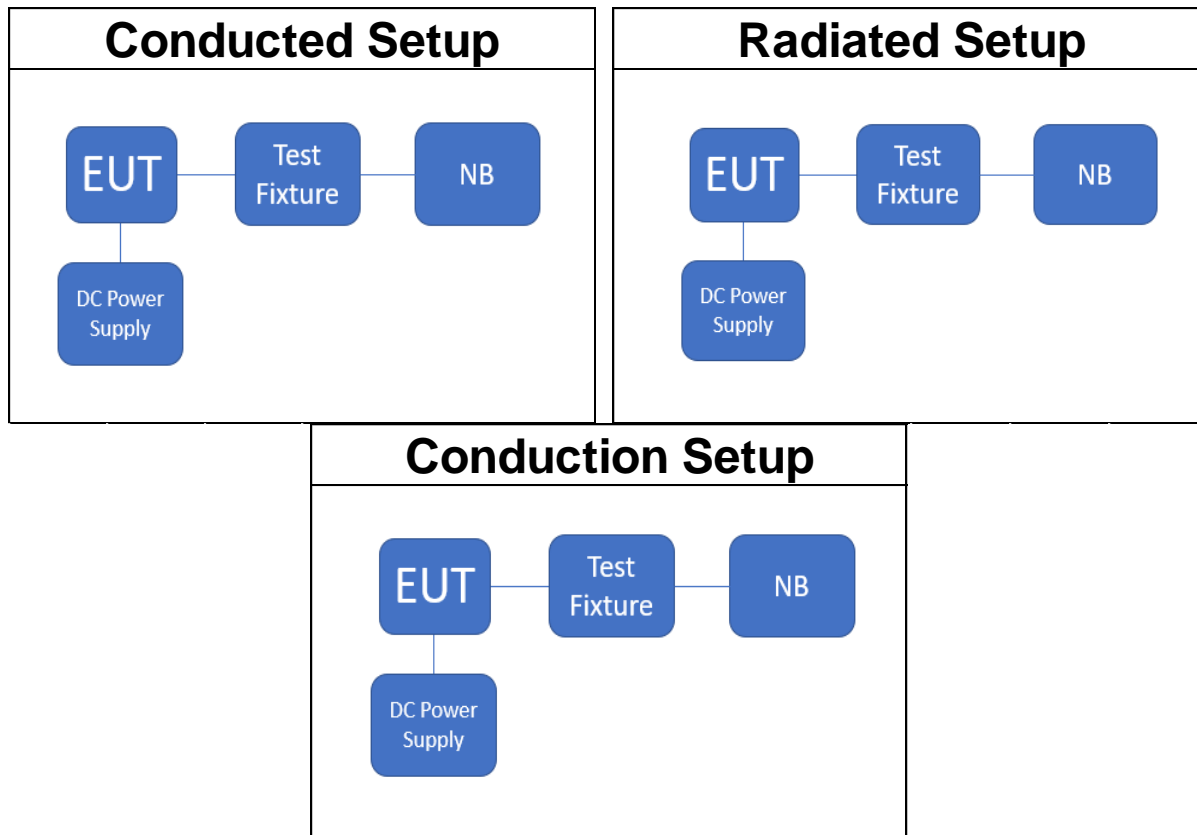 Conducted Setup
EUT
Test
Fixture
NB
DC Power
Supply
Radiated Setup
EUT
Test
Fixture
NB
DC Power
Supply
Conduction Setup
EUT
Test
Fixture
NB
DC Power
Supply